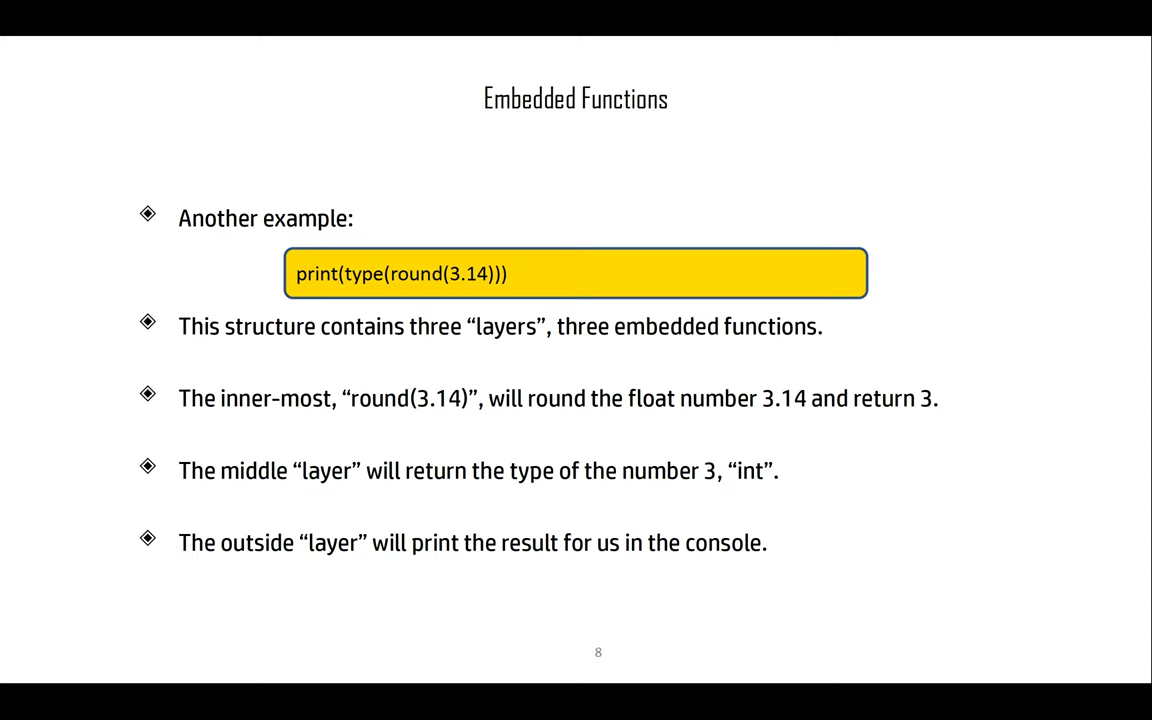 Embedded Functions
Another example:
print(type(round(3.14)))
This structure contains three “layers”, three embedded functions.
The inner-most, “round(3.14)”, will round the float number 3.14 and return 3.
The middle “layer” will return the type of the number 3, “int”.
The outside “layer” will print the result for us in the console.
8